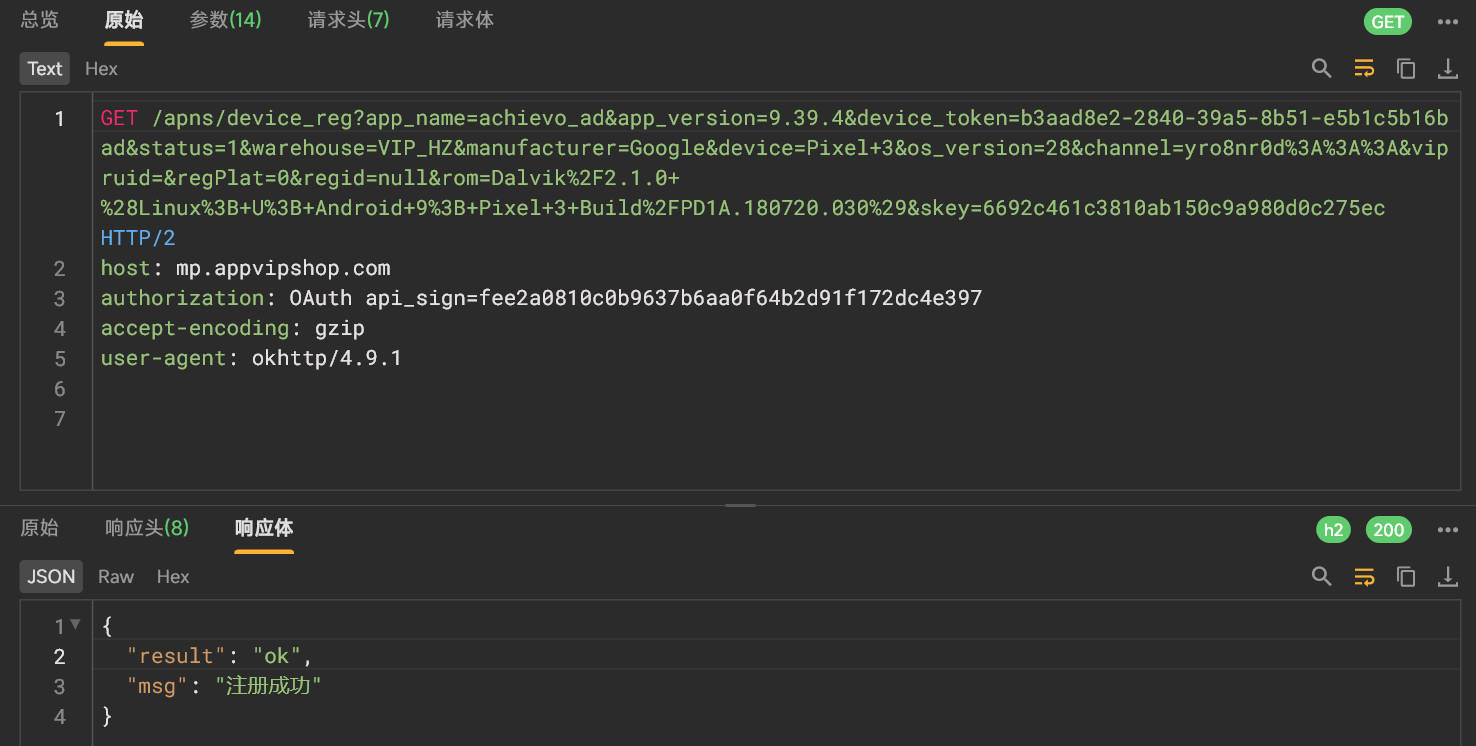 总览 原始 参数(14) 请求头(7) 请求体 GET
Text Hex
1 GET /apns/device_reg?app_name=achievo_ad&app_version=9.39.4&device_token=b3aad8e2-2840-39a5-8b51-e5b1c5b16b
ad&status=1&warehouse=VIP_HZ&manufacturer=Google&device=Pixel+3&os_version=28&channel=yro8nr0d%3A%3A%3A&vip
ruid=&regPlat=0&regid=null&rom=Dalvik%2F2.1.0+
%28Linux%3B+U%3B+Android+9%3B+Pixel+3+Build%2FPD1A.180720.030%29&skey=6692c461c3810ab150c9a980d0c275ec
HTTP/2
2 host: mp.appvipshop.com
3 authorization: OAuth api_sign=fee2a0810c0b9637b6aa0f64b2d91f172dc4e397
4 accept-encoding: gzip
5 user-agent: okhttp/4.9.1
6
7
原始 响应头(8) 响应体 h2 200
JSON Raw Hex
1 {
2 "result": "ok",
3 "msg": "注册成功"
4 }